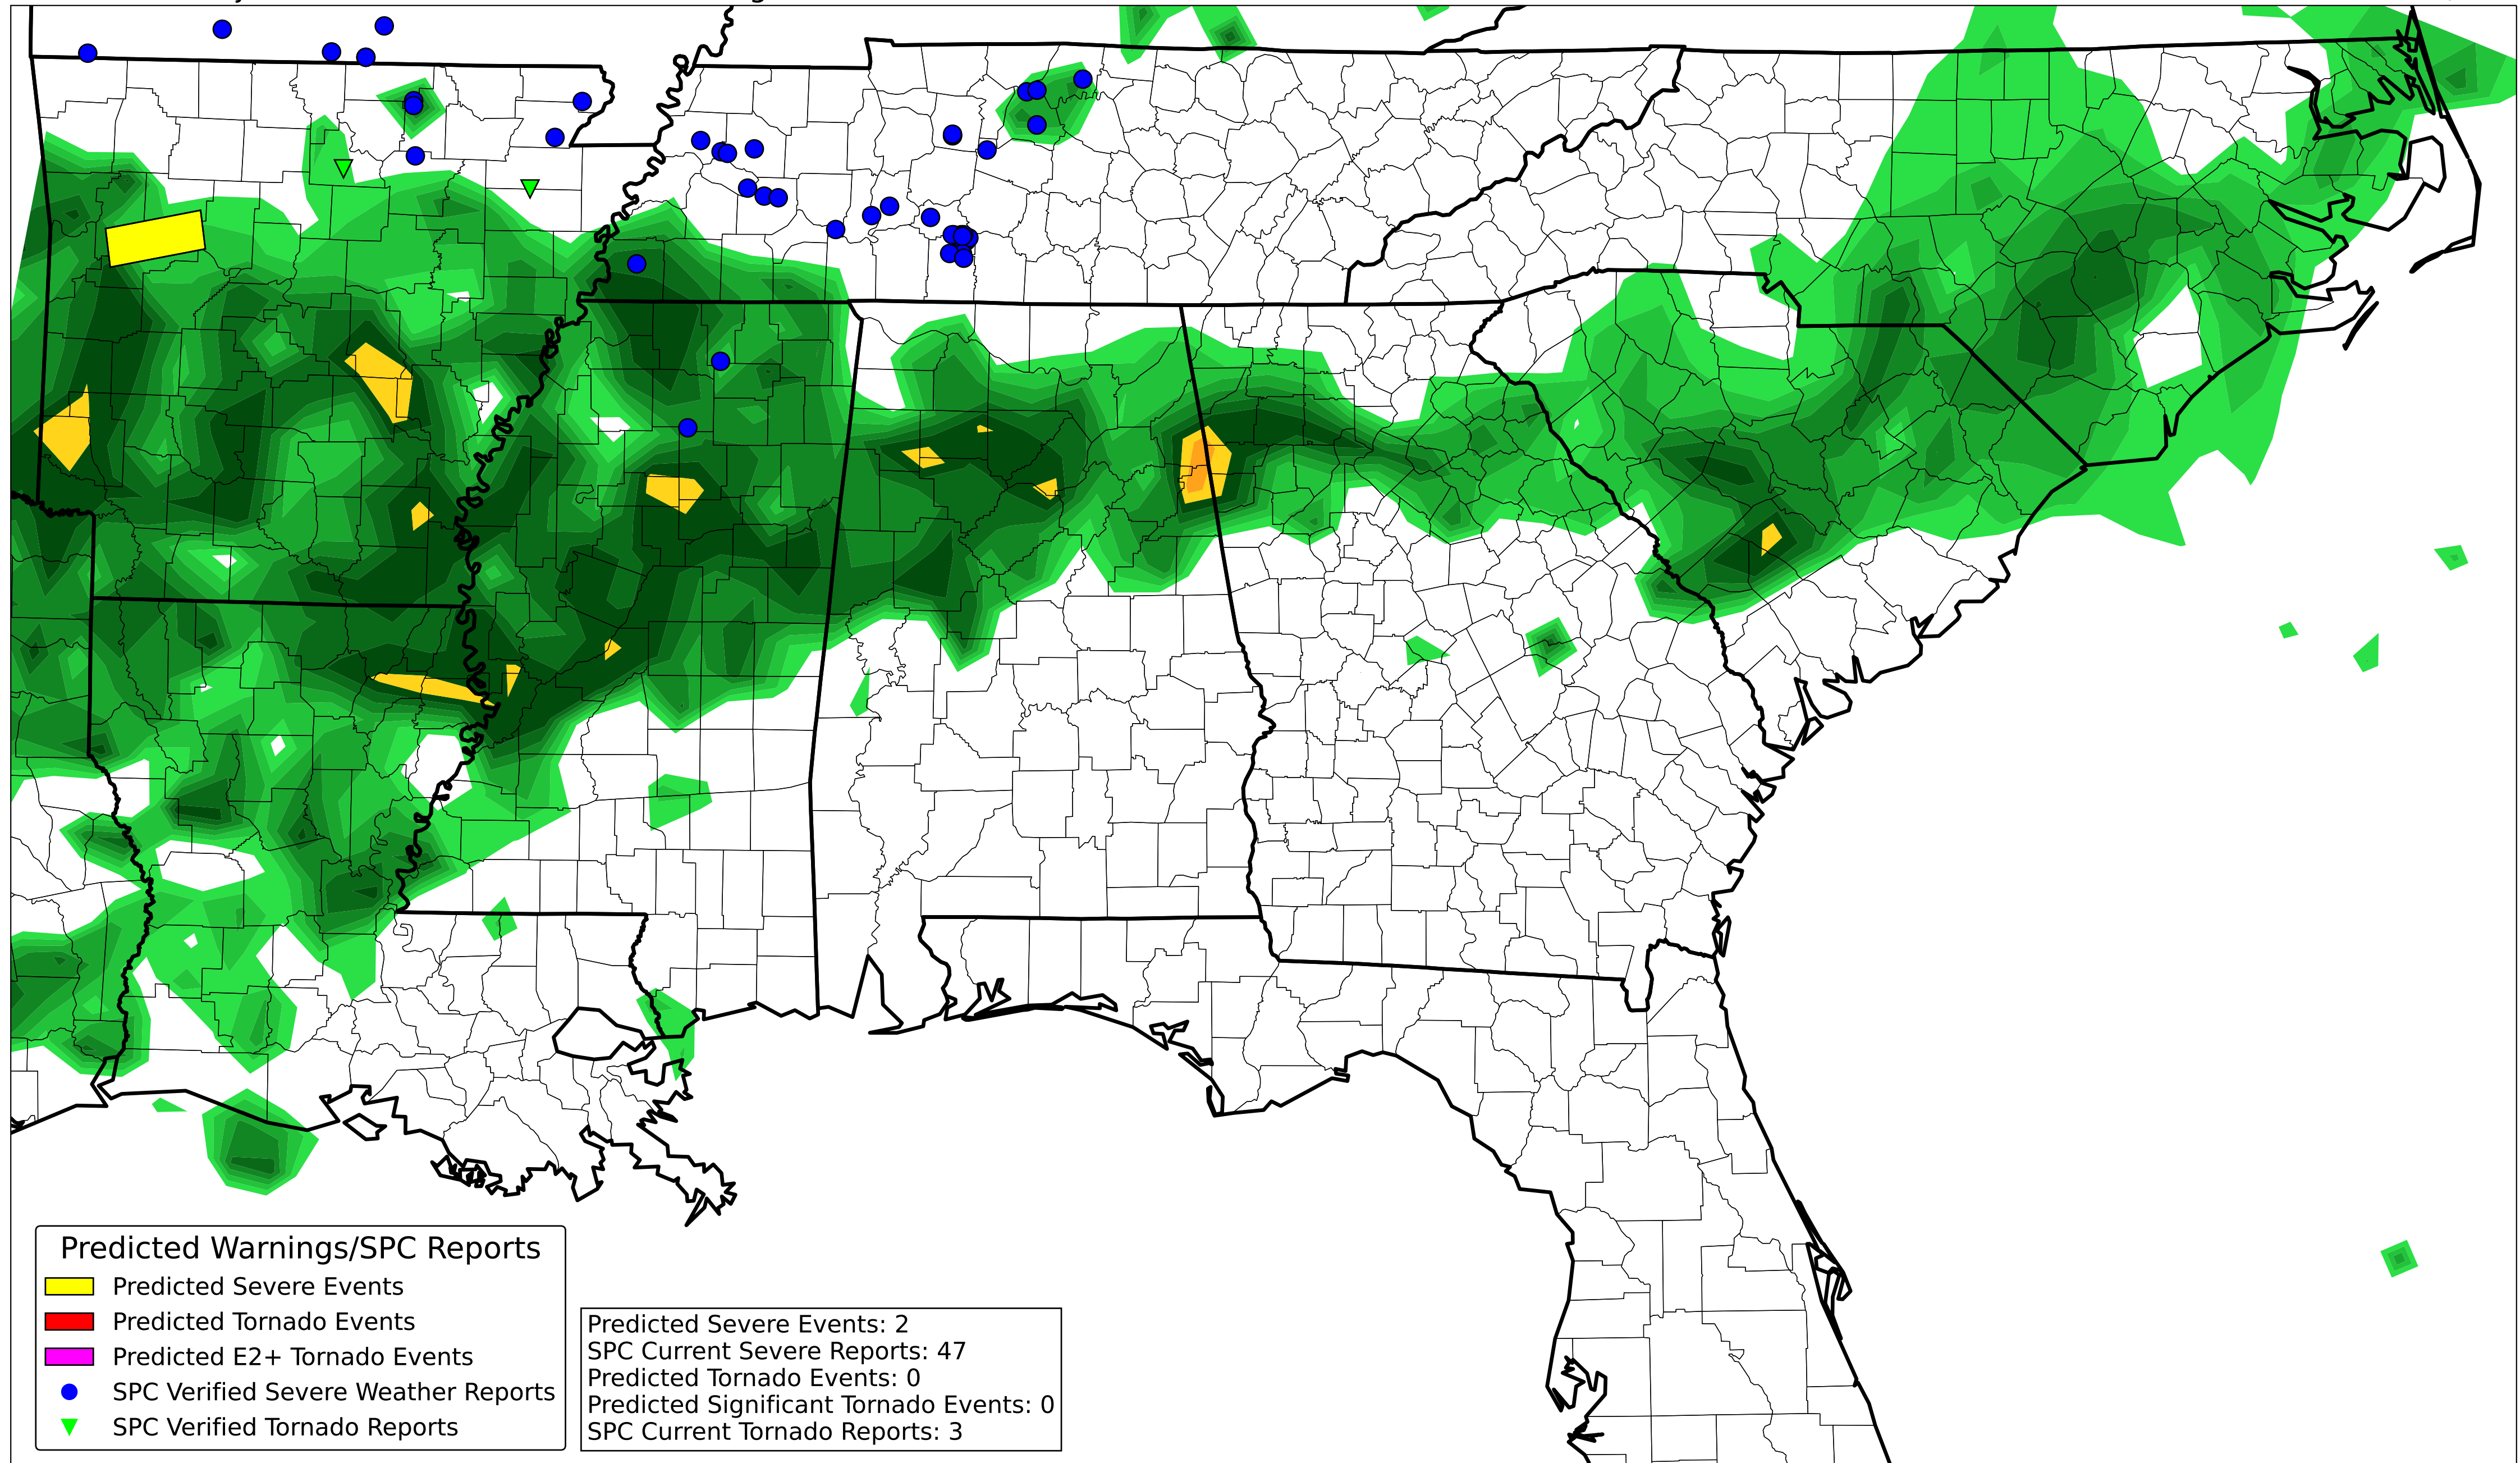 Predicted Warnings/SPC Reports
Predicted Severe Events
Predicted Tornado Events
Predicted E2+ Tornado Events
SPC Verified Severe Weather Reports
SPC Verified Tornado Reports
Predicted Severe Events: 2
SPC Current Severe Reports: 47
Predicted Tornado Events: 0
Predicted Significant Tornado Events: 0
SPC Current Tornado Reports: 3